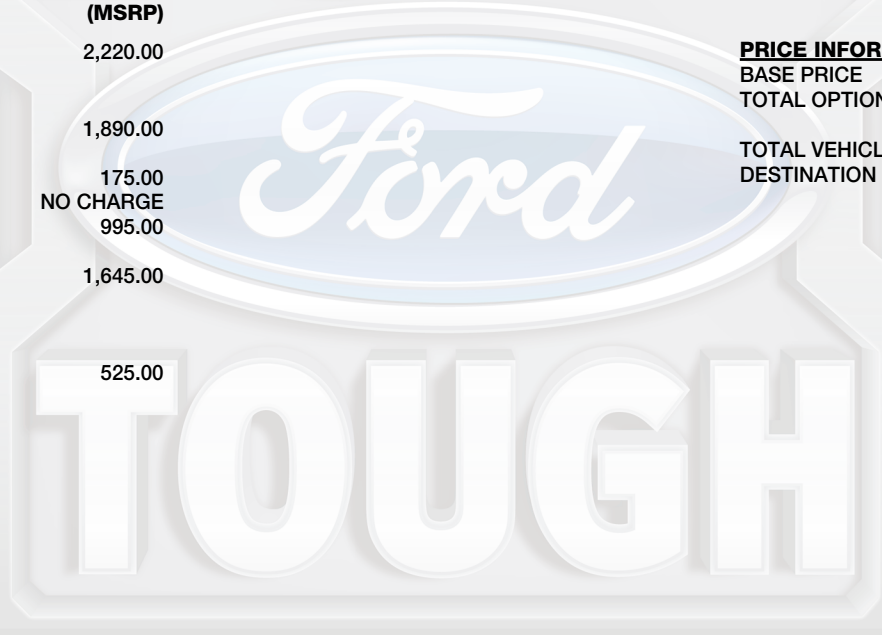 (MSRP)
2,220.00
1,890.00
175.00
NO CHARGE
995.00
1,645.00
525.00
PRICE INFOR
BASE PRICE
TOTAL OPTION
TOTAL VEHICL
DESTINATION
Ford
TOUGH